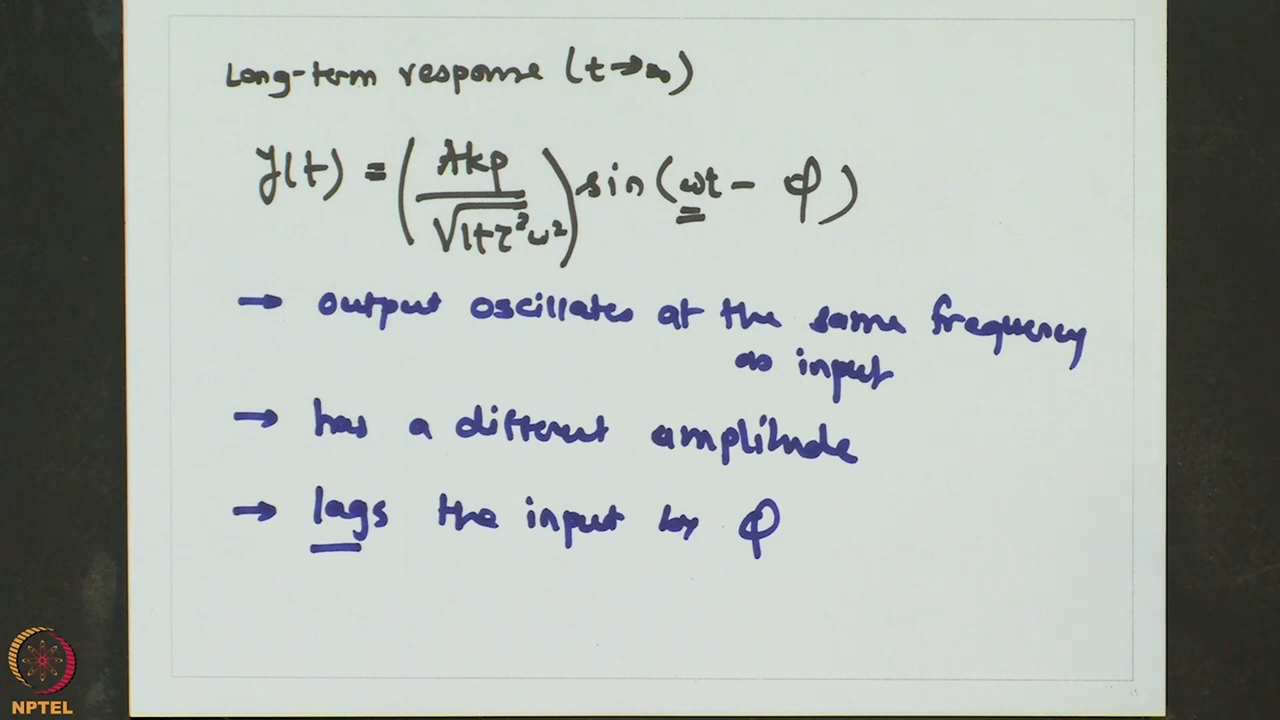 Long-term response (t→∞)
y(t) = (Akp / √1+τ²ω²) sin(ωt - φ)
→ output oscillates at the same frequency
as input
→ has a different amplitude
→ lags the input by φ
NPTEL